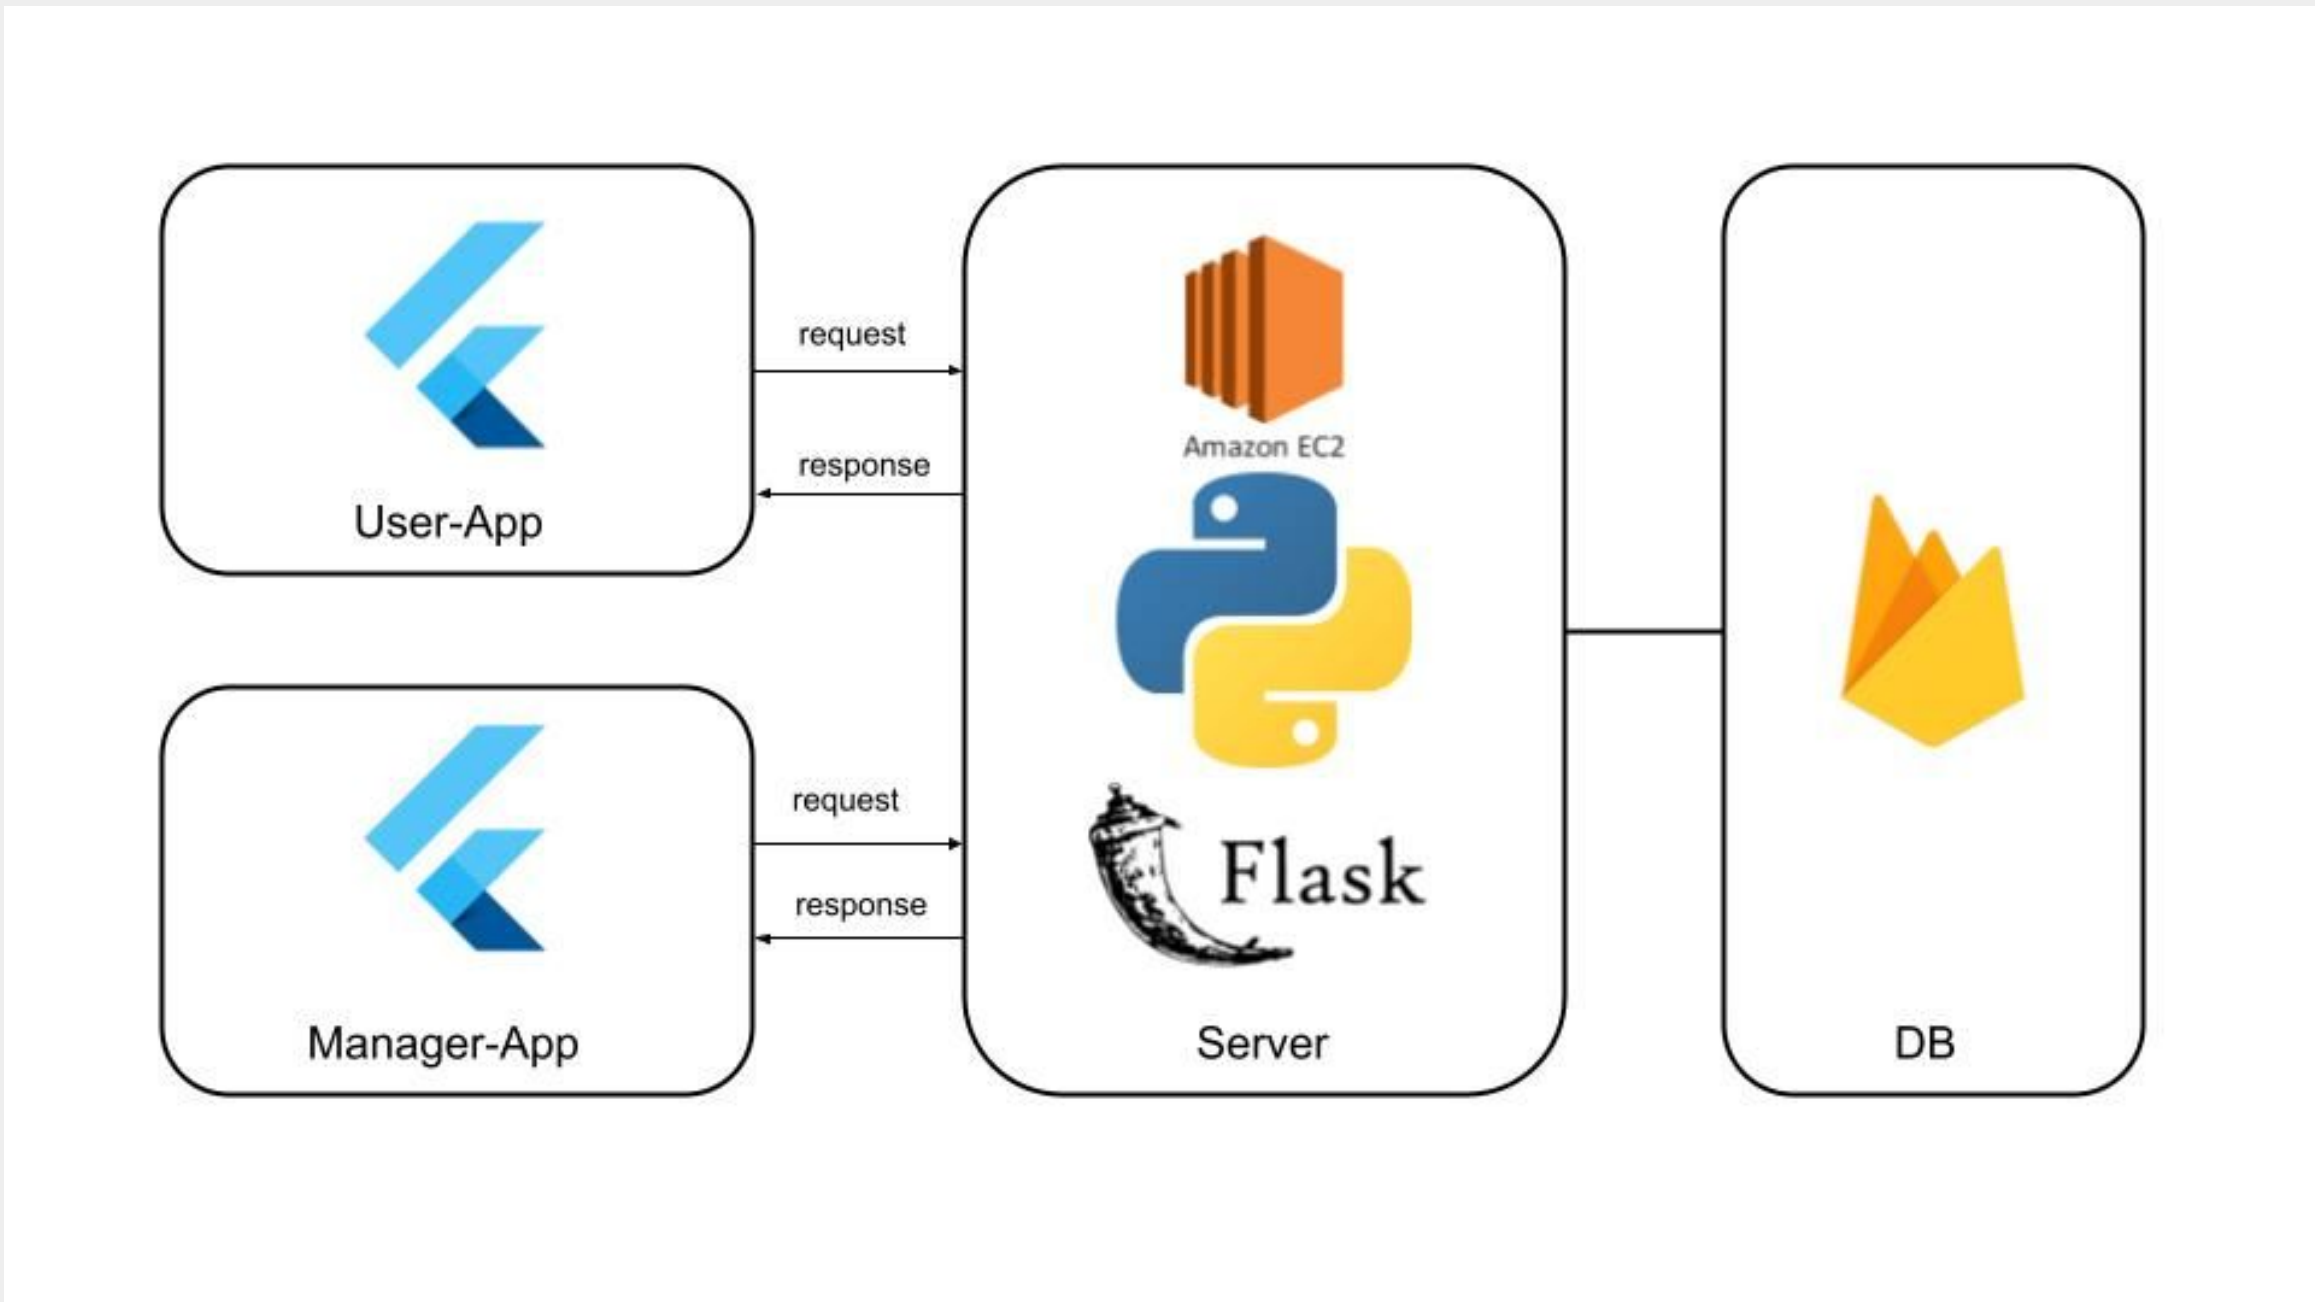 User-App
request
response
Manager-App
request
response
Amazon EC2
Flask
Server
DB